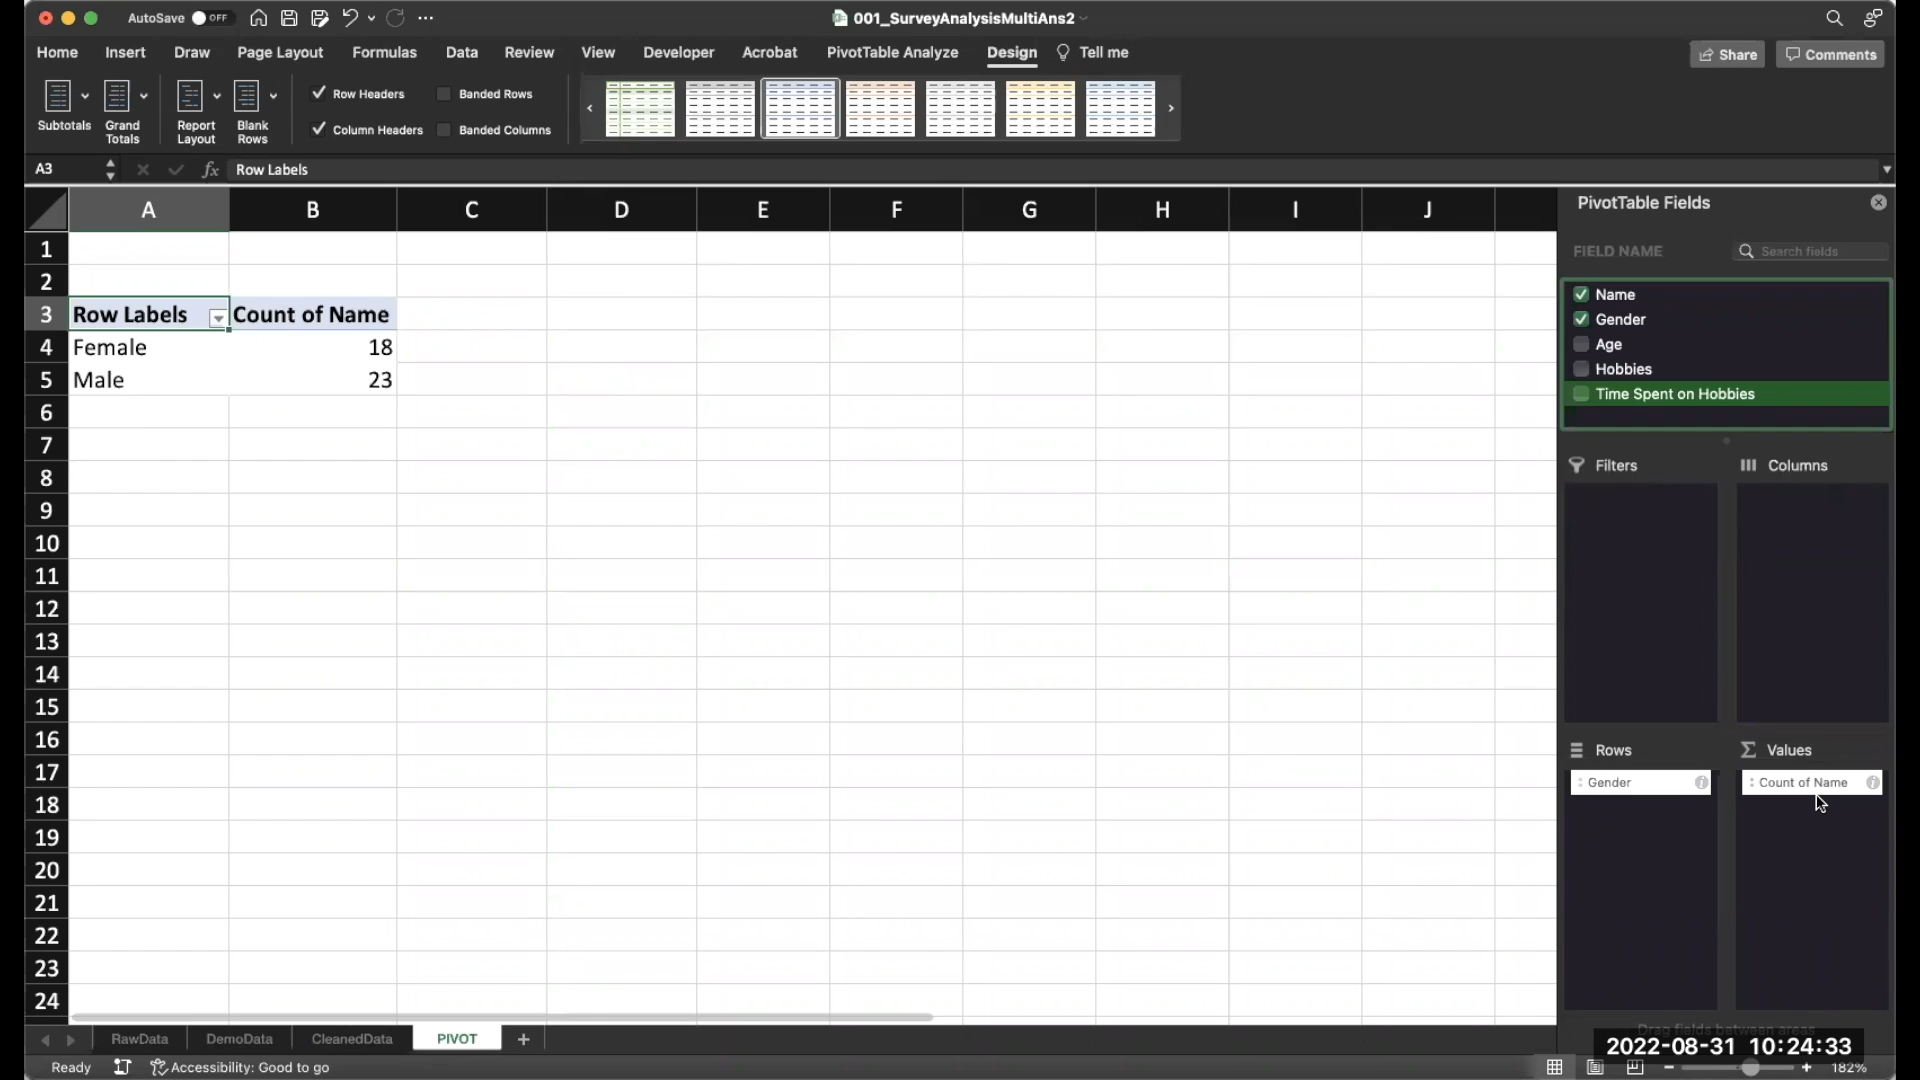 AutoSave OFF
001_SurveyAnalysisMultiAns2
Home Insert Draw Page Layout Formulas Data Review View Developer Acrobat PivotTable Analyze Design Tell me
Share Comments
Subtotals
Grand Totals
Report Layout
Blank Rows
Row Headers Banded Rows
Column Headers Banded Columns
A3 fx Row Labels
A B C D E F G H I J
1
2
3 Row Labels Count of Name
4 Female 18
5 Male 23
6
7
8
9
10
11
12
13
14
15
16
17
18
19
20
21
22
23
24
PivotTable Fields
FIELD NAME Search fields
Name
Gender
Age
Hobbies
Time Spent on Hobbies
Filters Columns
Rows Values
Gender Count of Name
Drag fields between areas
RawData DemoData CleanedData PIVOT +
2022-08-31 10:24:33
Ready Accessibility: Good to go
182%